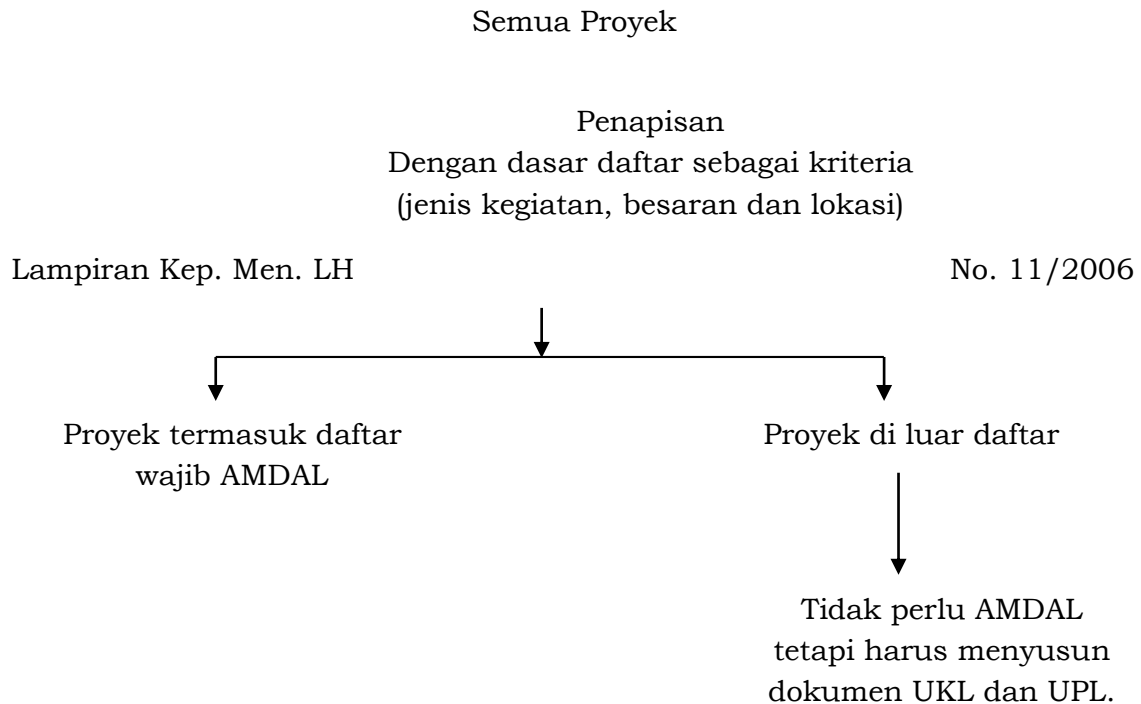 Semua Proyek
Penapisan
Dengan dasar daftar sebagai kriteria
(jenis kegiatan, besaran dan lokasi)
Lampiran Kep. Men. LH No. 11/2006
Proyek termasuk daftar
wajib AMDAL
Proyek di luar daftar
Tidak perlu AMDAL
tetapi harus menyusun
dokumen UKL dan UPL.